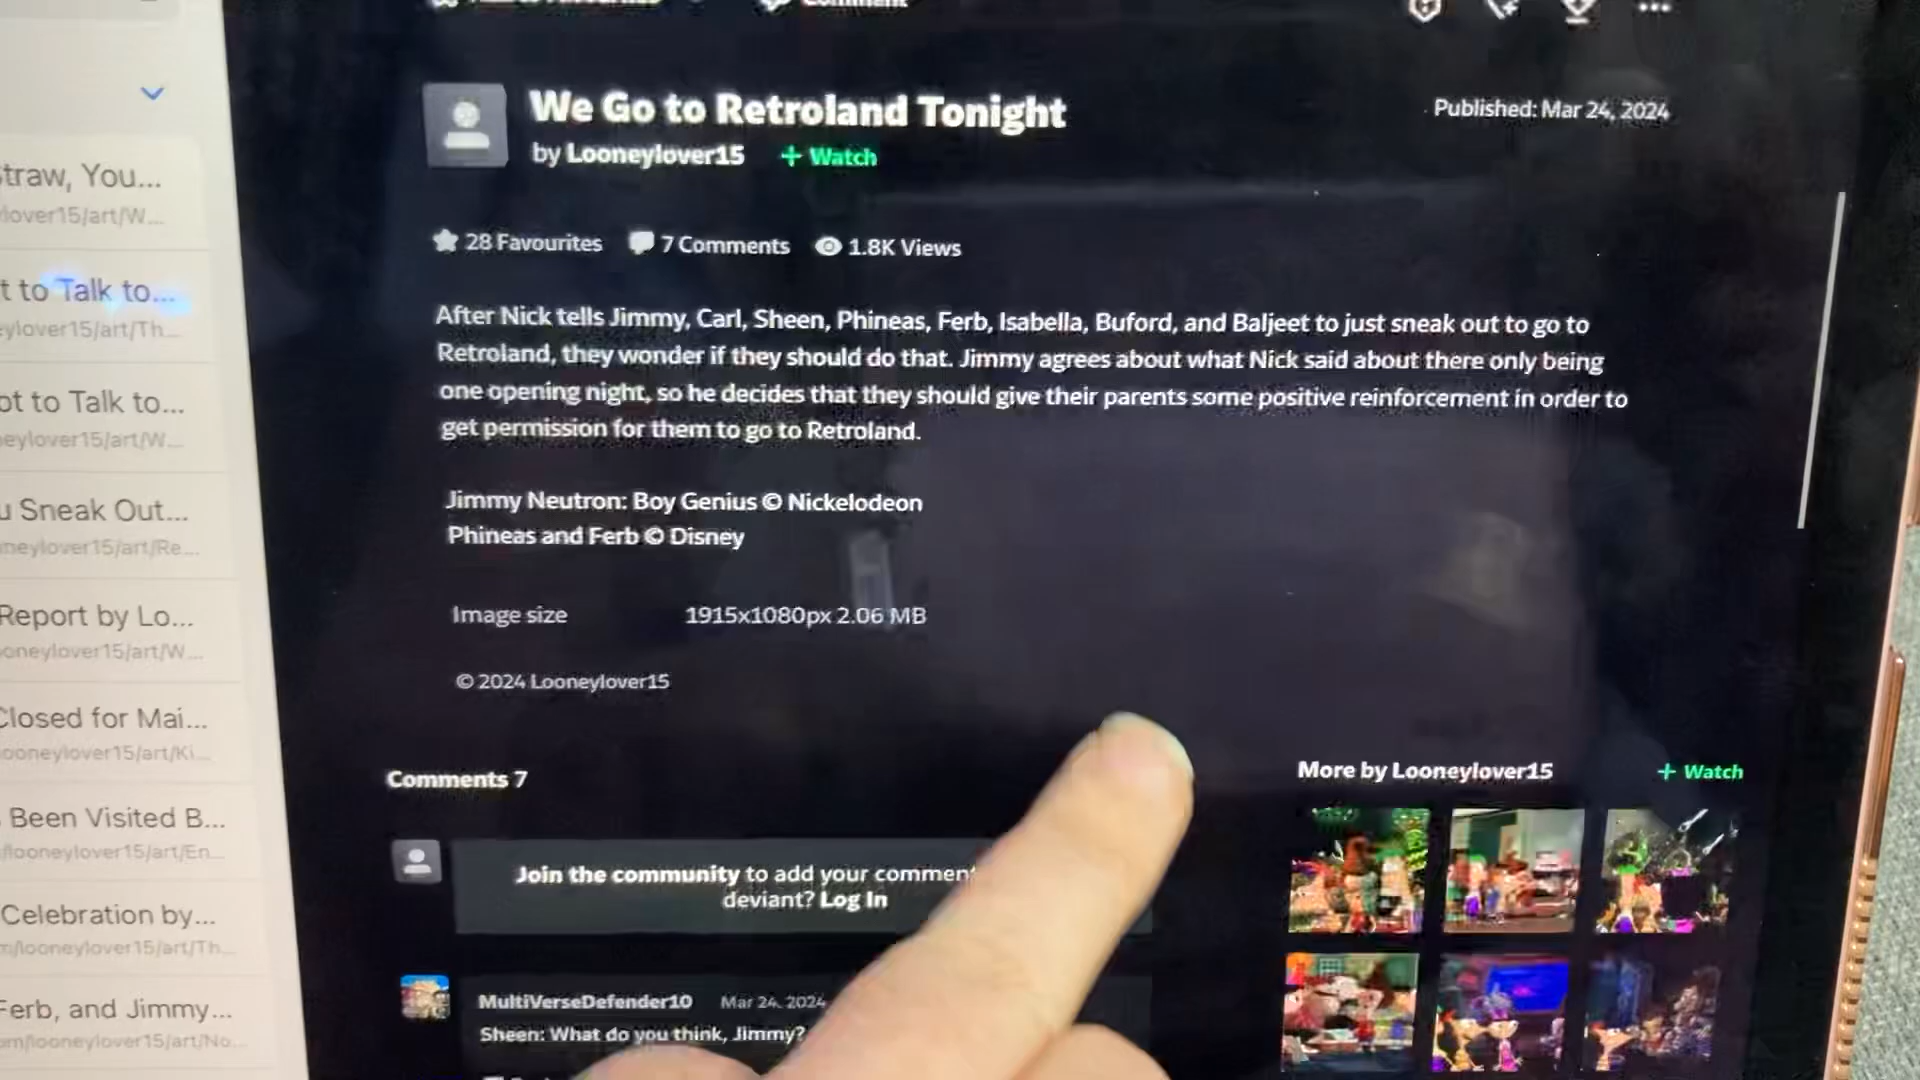 We Go to Retroland Tonight
by Looneylover15 + Watch
Published: Mar 24, 2024
28 Favourites 7 Comments 1.8K Views
After Nick tells Jimmy, Carl, Sheen, Phineas, Ferb, Isabella, Buford, and Baljeet to just sneak out to go to
Retroland, they wonder if they should do that. Jimmy agrees about what Nick said about there only being
one opening night, so he decides that they should give their parents some positive reinforcement in order to
get permission for them to go to Retroland.
Jimmy Neutron: Boy Genius © Nickelodeon
Phineas and Ferb © Disney
Image size 1915x1080px 2.06 MB
© 2024 Looneylover15
Comments 7
Join the community to add your commen
deviant? Log In
MultiVerseDefender10 Mar 24, 2024
Sheen: What do you think, Jimmy?
More by Looneylover15 + Watch
straw, You...
lover15/art/W...
t to Talk to...
eylover15/art/Th...
ot to Talk to...
eylover15/art/W...
u Sneak Out...
neylover15/art/Re...
Report by Lo...
oneylover15/art/W...
Closed for Mai...
ooneylover15/art/Ki...
Been Visited B...
/looneylover15/art/En...
Celebration by...
m/looneylover15/art/Th...
Ferb, and Jimmy...
om/looneylover15/art/No...